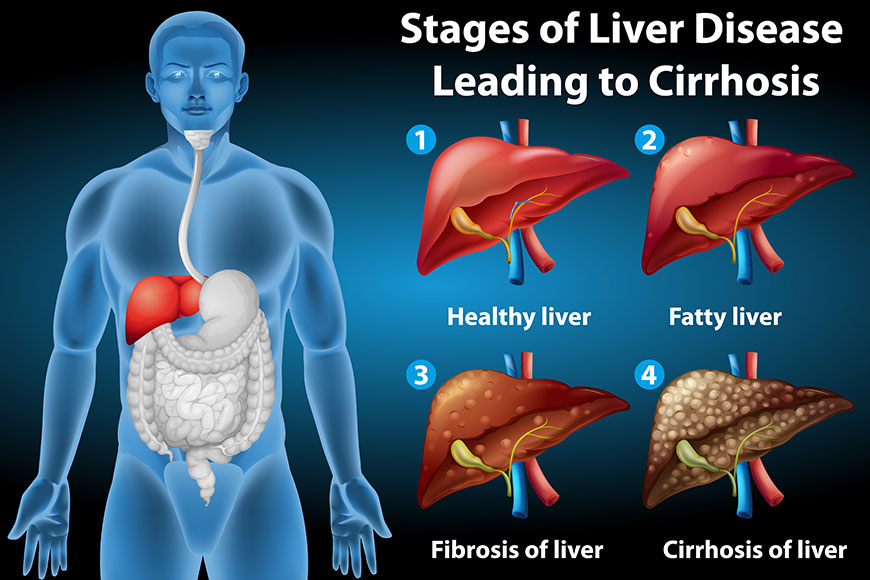 Stages of Liver Disease
Leading to Cirrhosis
1
2
Healthy liver
Fatty liver
3
4
Fibrosis of liver
Cirrhosis of liver